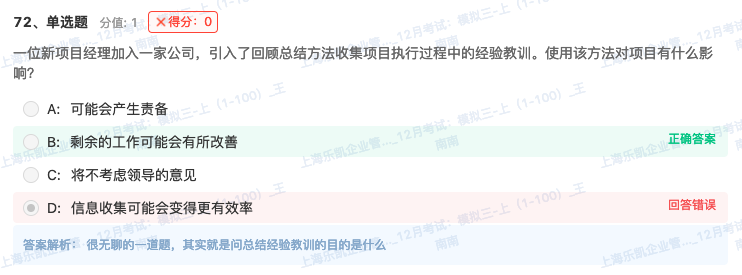 72、单选题 分值: 1 ✕得分: 0
一位新项目经理加入一家公司，引入了回顾总结方法收集项目执行过程中的经验教训。使用该方法对项目有什么影
响?
A: 可能会产生责备
B: 剩余的工作可能会有所改善 正确答案
C: 将不考虑领导的意见
D: 信息收集可能会变得更有效率 回答错误
答案解析: 很无聊的一道题，其实就是问总结经验教训的目的是什么
上海乐凯企业管..._12月考试：模拟三-上（1-100）_王
南南